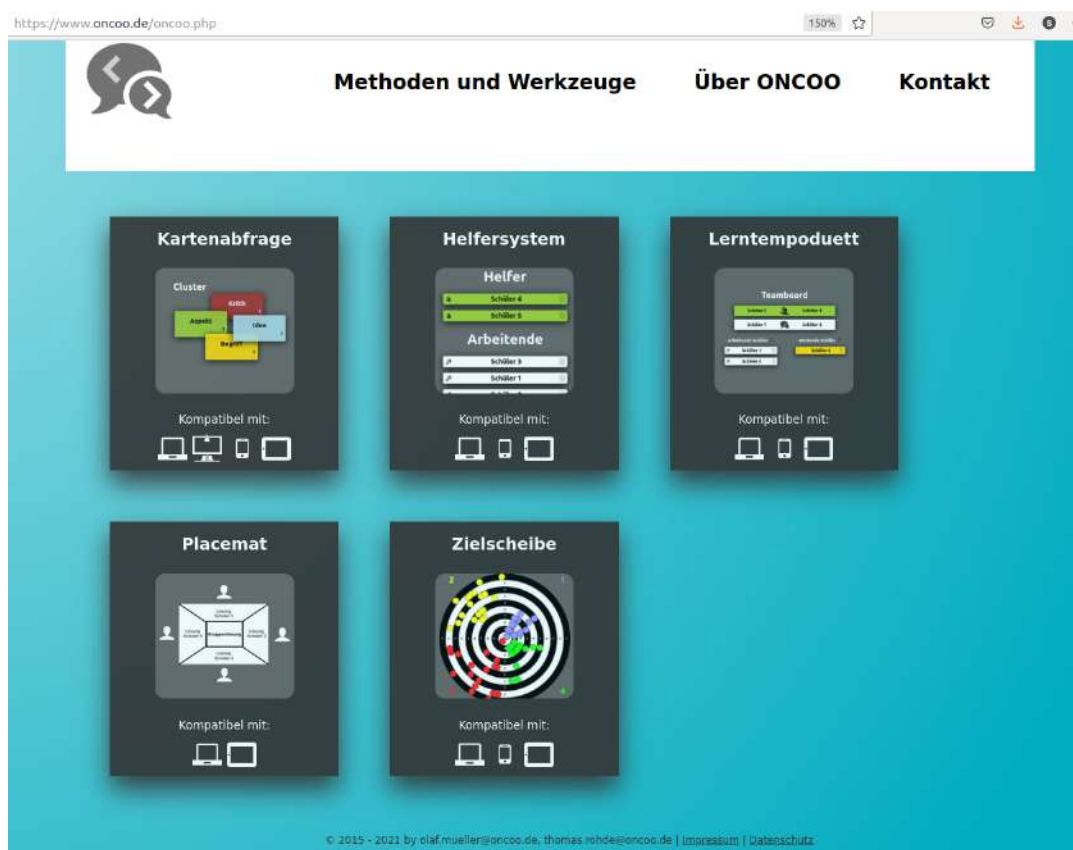 https://www.oncoo.de/oncoo.php
150%
Methoden und Werkzeuge
Über ONCOO
Kontakt
Kartenabfrage
Cluster
Kritik
Aspekt
Idee
Begriff
Kompatibel mit:
Helfersystem
Helfer
Schüler 4
Schüler 5
Arbeitende
Schüler 3
Schüler 1
Kompatibel mit:
Lerntempoduett
Teamboard
Kompatibel mit:
Placemat
Kompatibel mit:
Zielscheibe
2
1
4
Kompatibel mit:
© 2015 - 2021 by olaf.mueller@oncoo.de, thomas.rohde@oncoo.de | Impressum | Datenschutz